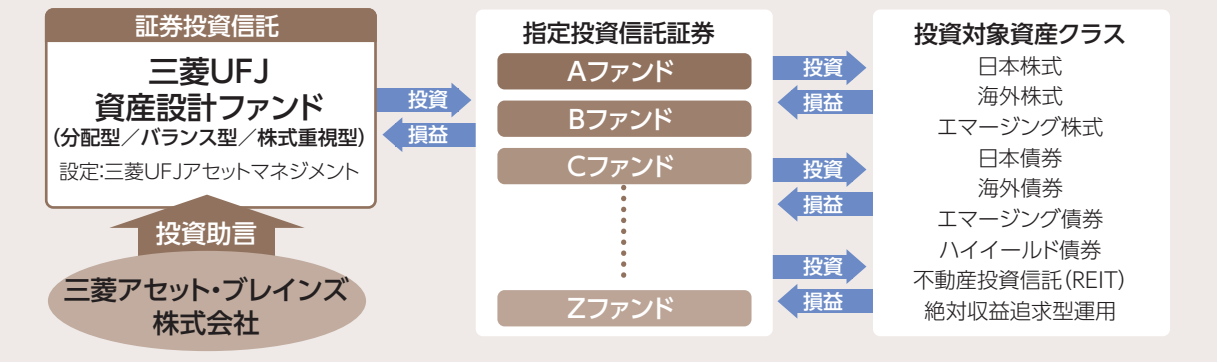 証券投資信託
三菱UFJ
資産設計ファンド
(分配型／バランス型／株式重視型)
設定:三菱UFJアセットマネジメント
投資助言
三菱アセット・ブレインズ
株式会社
投資
損益
指定投資信託証券
Aファンド
Bファンド
Cファンド
Zファンド
投資
損益
投資
損益
投資
損益
投資対象資産クラス
日本株式
海外株式
エマージング株式
日本債券
海外債券
エマージング債券
ハイイールド債券
不動産投資信託(REIT)
絶対収益追求型運用